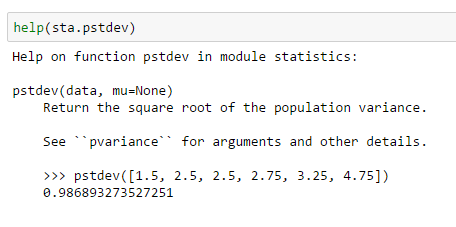 help(sta.pstdev)
Help on function pstdev in module statistics:
pstdev(data, mu=None)
Return the square root of the population variance.
See ``pvariance`` for arguments and other details.
>>> pstdev([1.5, 2.5, 2.5, 2.75, 3.25, 4.75])
0.986893273527251